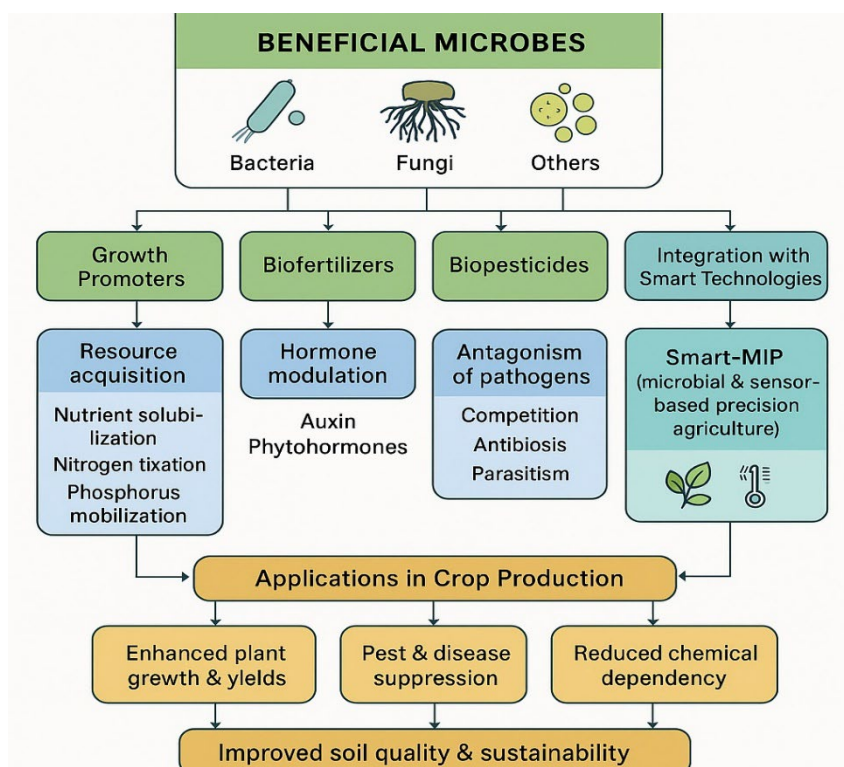 BENEFICIAL MICROBES
Bacteria
Fungi
Others
Growth
Promoters
Biofertilizers
Biopesticides
Integration with
Smart Technologies
Resource
acquisition
Nutrient solubi-
lization
Nitrogen tixation
Phosphorus
mobilization
Hormone
modulation
Auxin
Phytohormones
Antagonism
of pathogens
Competition
Antibiosis
Parasitism
Smart-MIP
(microbial & sensor-
based precision
agriculture)
Applications in Crop Production
Enhanced plant
growth & ylelds
Pest & disease
suppression
Reduced chemical
dependency
Improved soil quality & sustainability